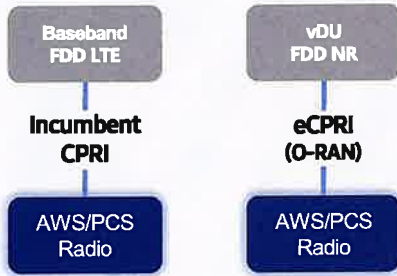 Baseband
FDD LTE
Incumbent
CPRI
AWS/PCS
Radio
vDU
FDD NR
eCPRI
(O-RAN)
AWS/PCS
Radio